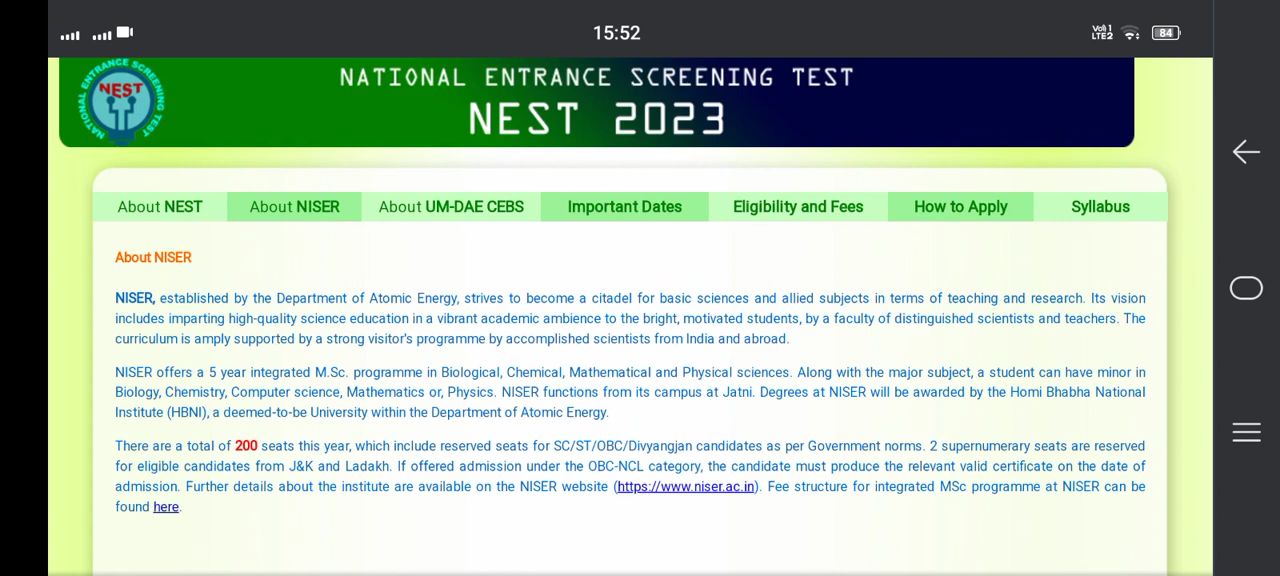 15:52
Vo)) 1
LTE2
84
NATIONAL ENTRANCE SCREENING TEST
NEST
NATIONAL ENTRANCE SCREENING TEST
NEST 2023
About NEST
About NISER
About UM-DAE CEBS
Important Dates
Eligibility and Fees
How to Apply
Syllabus
About NISER
NISER, established by the Department of Atomic Energy, strives to become a citadel for basic sciences and allied subjects in terms of teaching and research. Its vision
includes imparting high-quality science education in a vibrant academic ambience to the bright, motivated students, by a faculty of distinguished scientists and teachers. The
curriculum is amply supported by a strong visitor's programme by accomplished scientists from India and abroad.
NISER offers a 5 year integrated M.Sc. programme in Biological, Chemical, Mathematical and Physical sciences. Along with the major subject, a student can have minor in
Biology, Chemistry, Computer science, Mathematics or, Physics. NISER functions from its campus at Jatni. Degrees at NISER will be awarded by the Homi Bhabha National
Institute (HBNI), a deemed-to-be University within the Department of Atomic Energy.
There are a total of 200 seats this year, which include reserved seats for SC/ST/OBC/Divyangjan candidates as per Government norms. 2 supernumerary seats are reserved
for eligible candidates from J&K and Ladakh. If offered admission under the OBC-NCL category, the candidate must produce the relevant valid certificate on the date of
admission. Further details about the institute are available on the NISER website (https://www.niser.ac.in). Fee structure for integrated MSc programme at NISER can be
found here.